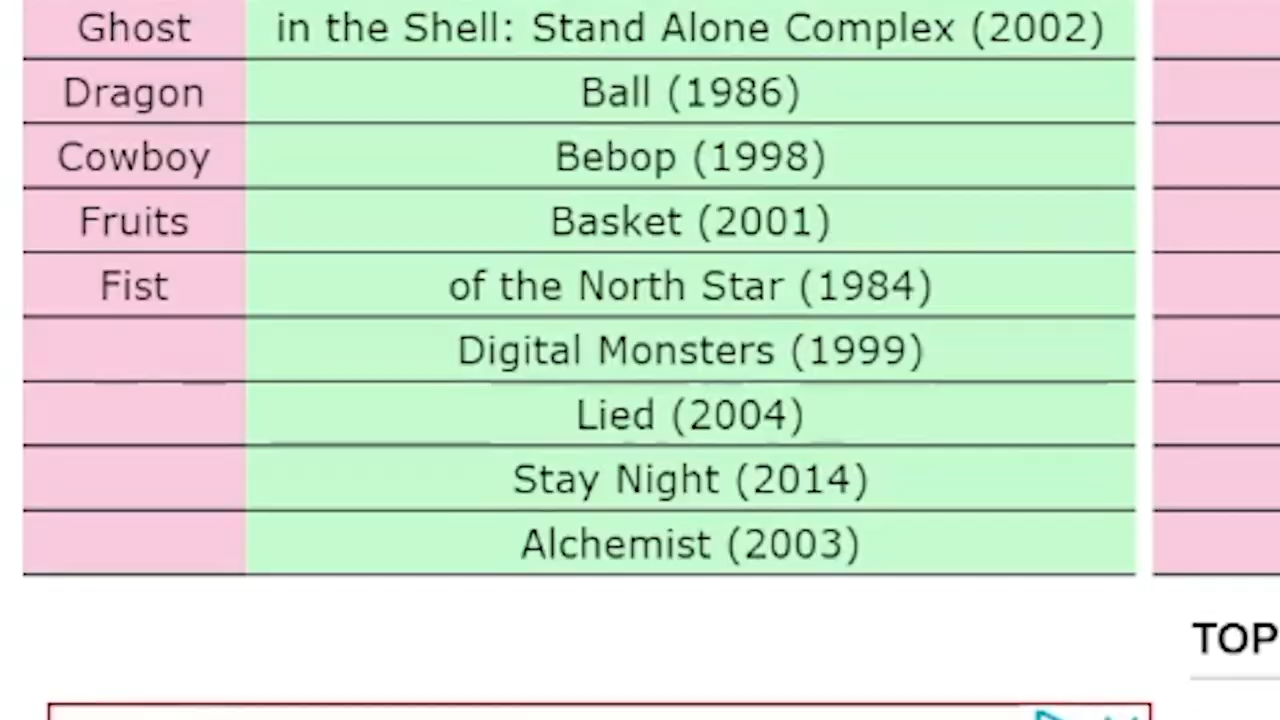 Ghost in the Shell: Stand Alone Complex (2002)
Dragon Ball (1986)
Cowboy Bebop (1998)
Fruits Basket (2001)
Fist of the North Star (1984)
Digital Monsters (1999)
Lied (2004)
Stay Night (2014)
Alchemist (2003)
TOP